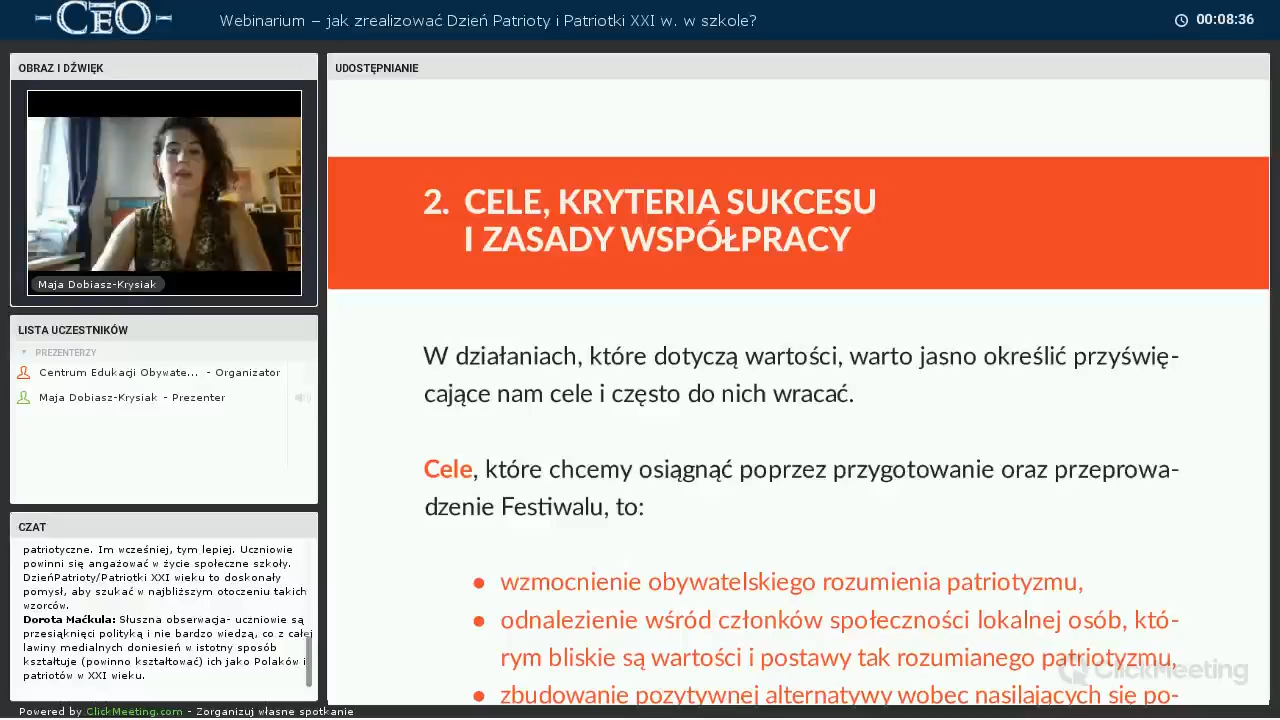 CEO
Webinarium – jak zrealizować Dzień Patrioty i Patriotki XXI w. w szkole?
00:08:36
OBRAZ I DŹWIĘK
Maja Dobiasz-Krysiak
LISTA UCZESTNIKÓW
PREZENTERZY
Centrum Edukacji Obywate... - Organizator
Maja Dobiasz-Krysiak - Prezenter
CZAT
patriotyczne. Im wcześniej, tym lepiej. Uczniowie
powinni się angażować w życie społeczne szkoły.
DzieńPatrioty/Patriotki XXI wieku to doskonały
pomysł, aby szukać w najbliższym otoczeniu takich
wzorców.
Dorota Maćkula: Słuszna obserwacja- uczniowie są
przesiąknięci polityką i nie bardzo wiedzą, co z całej
lawiny medialnych doniesień w istotny sposób
kształtuje (powinno kształtować) ich jako Polaków i
patriotów w XXI wieku.
UDOSTĘPNIANIE
2. CELE, KRYTERIA SUKCESU
I ZASADY WSPÓŁPRACY
W działaniach, które dotyczą wartości, warto jasno określić przyświę-
cające nam cele i często do nich wracać.
Cele, które chcemy osiągnąć poprzez przygotowanie oraz przeprowa-
dzenie Festiwalu, to:
● wzmocnienie obywatelskiego rozumienia patriotyzmu,
● odnalezienie wśród członków społeczności lokalnej osób, któ-
rym bliskie są wartości i postawy tak rozumianego patriotyzmu,
● zbudowanie pozytywnej alternatywy wobec nasilających się po-
ClickMeeting
Powered by ClickMeeting.com - Zorganizuj własne spotkanie